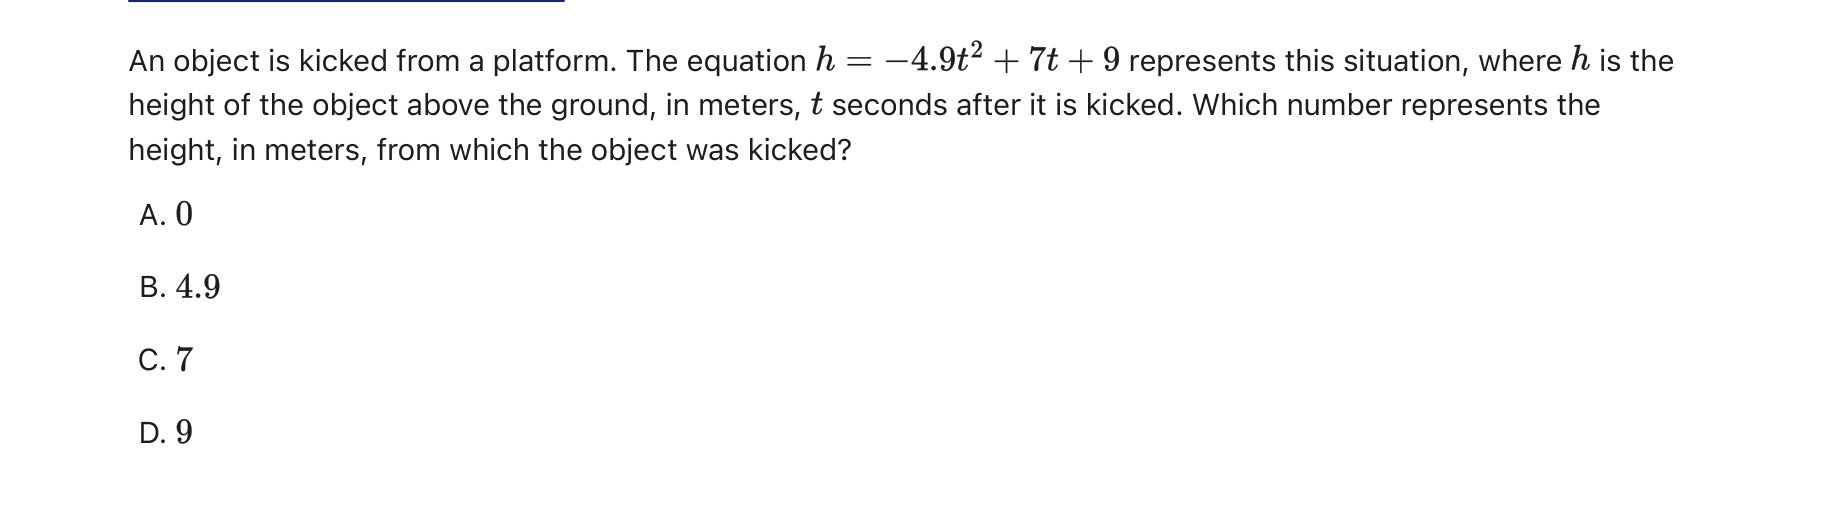 An object is kicked from a platform. The equation h = −4.9t² + 7t + 9 represents this situation, where h is the
height of the object above the ground, in meters, t seconds after it is kicked. Which number represents the
height, in meters, from which the object was kicked?
A. 0
B. 4.9
C. 7
D. 9